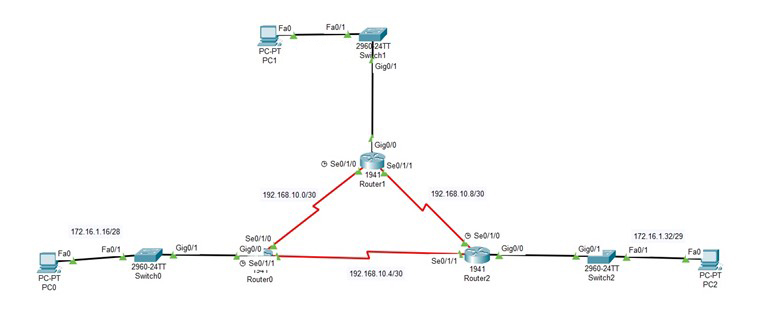 Fa0
Fa0/1
PC-PT
PC1
2960-24TT
Switch1
Gig0/1
Gig0/0
Se0/1/0
Se0/1/1
1941
Router1
192.168.10.0/30
192.168.10.8/30
172.16.1.16/28
Se0/1/0
Se0/1/0
172.16.1.32/29
Fa0
Fa0/1
Gig0/1
Gig0/0
Se0/1/1
Se0/1/1
Gig0/0
Gig0/1
Fa0/1
Fa0
PC-PT
PC0
2960-24TT
Switch0
1941
Router0
192.168.10.4/30
1941
Router2
2960-24TT
Switch2
PC-PT
PC2